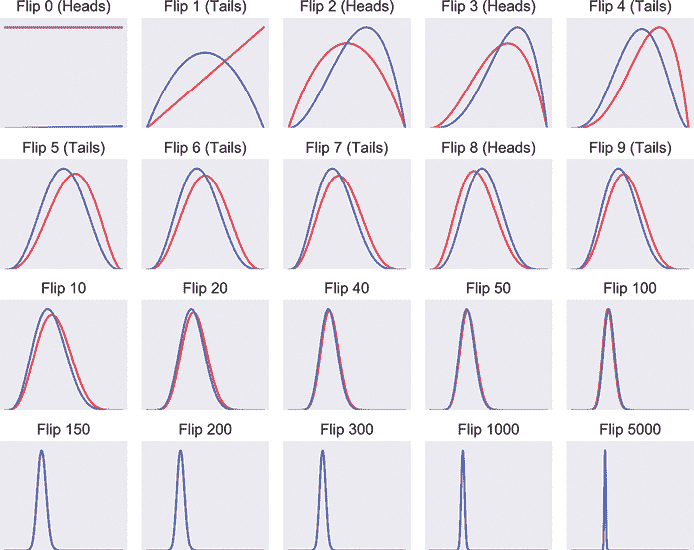 Flip 0 (Heads)
Flip 1 (Tails)
Flip 2 (Heads)
Flip 3 (Heads)
Flip 4 (Tails)
Flip 5 (Tails)
Flip 6 (Tails)
Flip 7 (Tails)
Flip 8 (Heads)
Flip 9 (Tails)
Flip 10
Flip 20
Flip 40
Flip 50
Flip 100
Flip 150
Flip 200
Flip 300
Flip 1000
Flip 5000